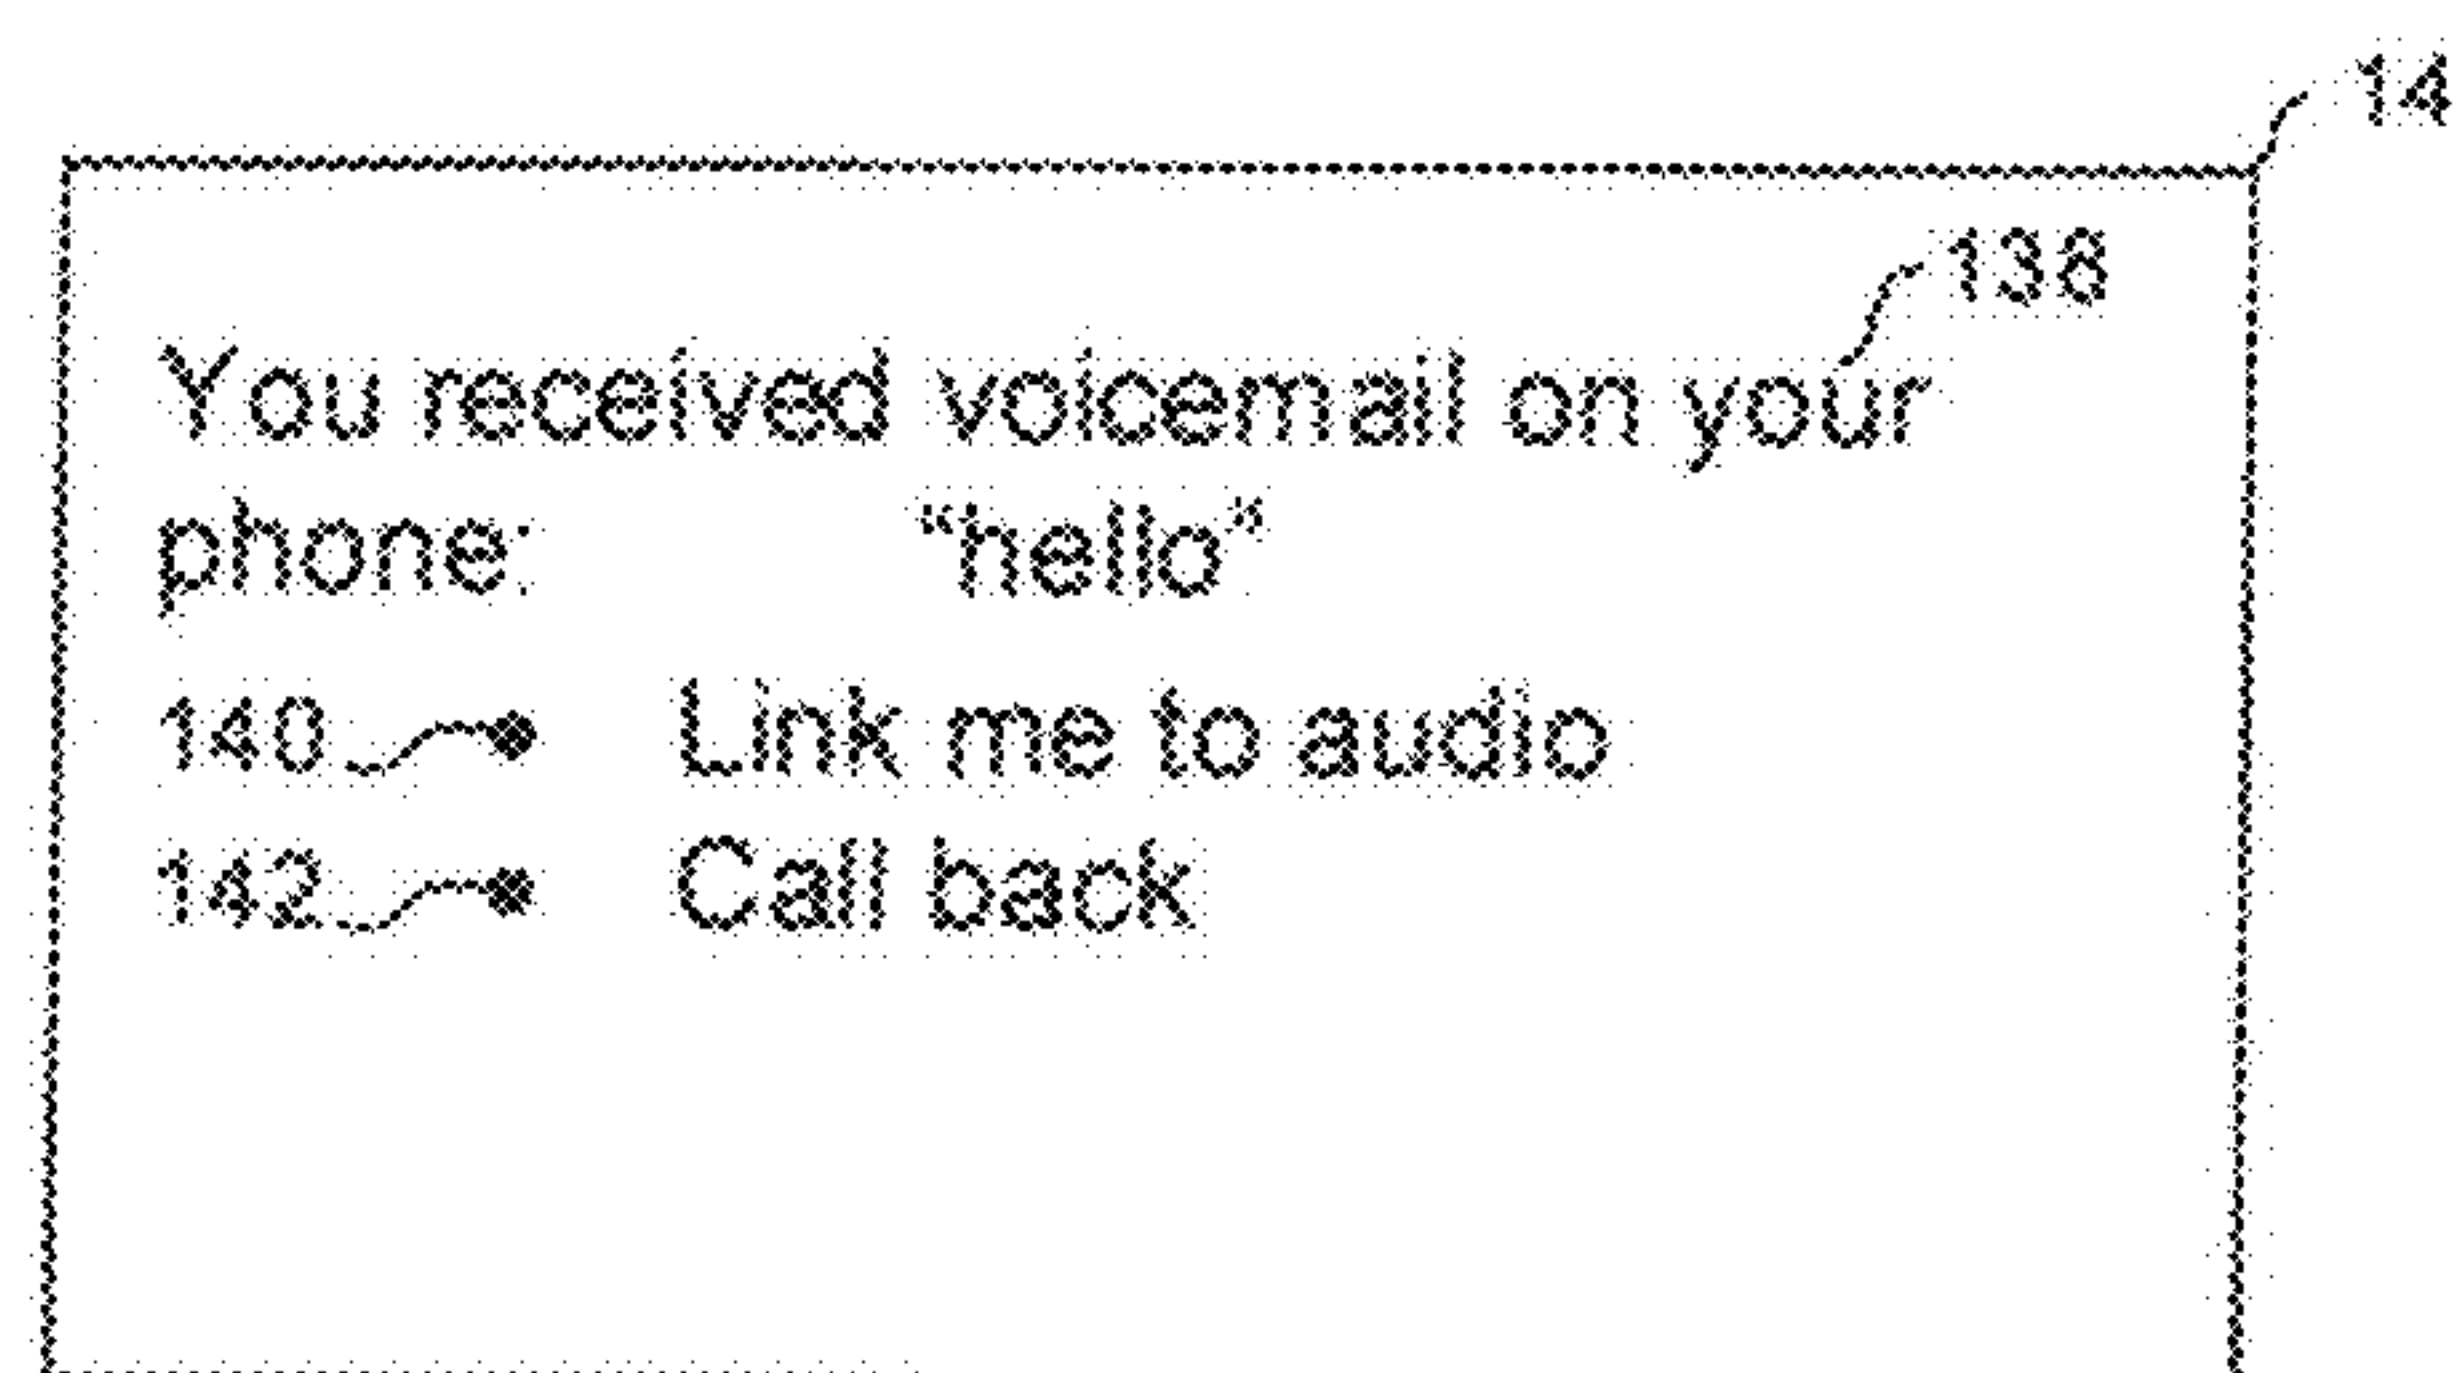 14
138
You received voicemail on your
phone: "hello"
140 Link me to audio
142 Call back